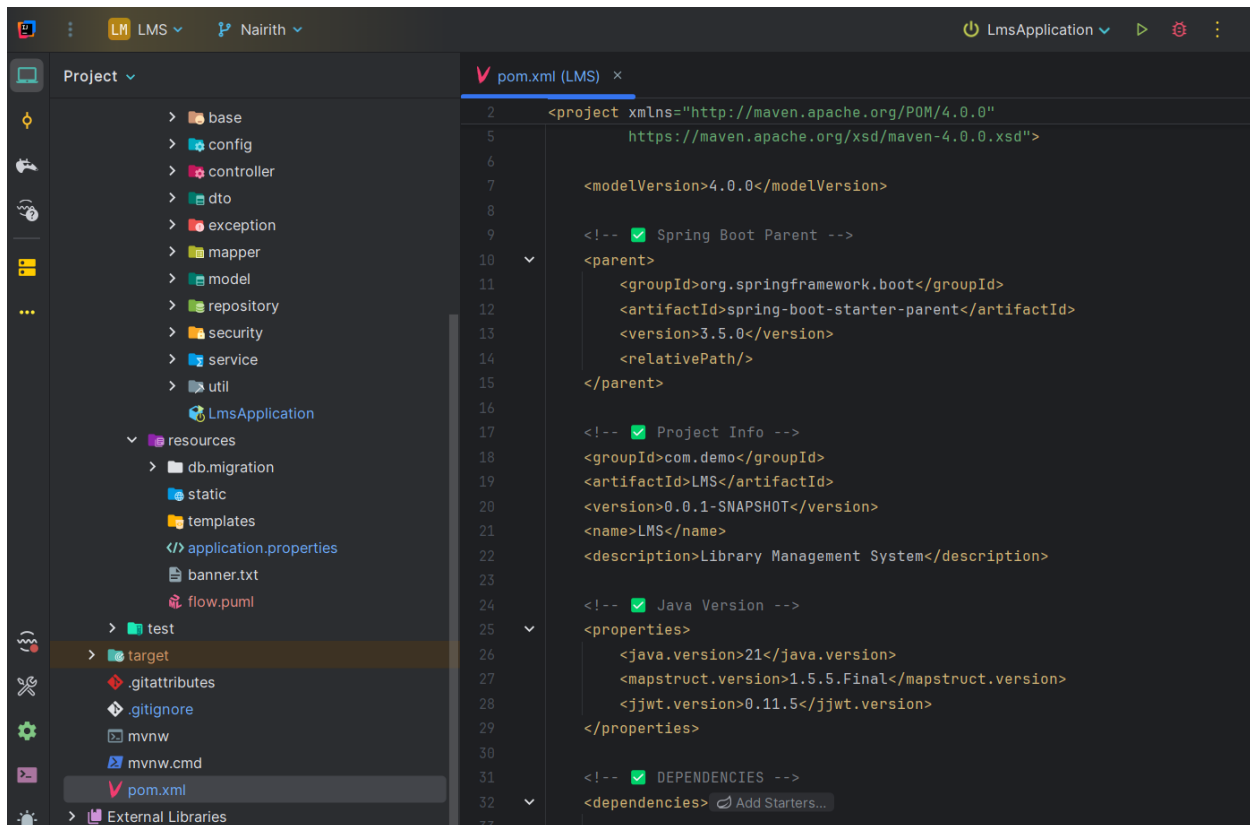 LM LMS Nairith LmsApplication
Project
pom.xml (LMS)
base
config
controller
dto
exception
mapper
model
repository
security
service
util
LmsApplication
resources
db.migration
static
templates
application.properties
banner.txt
flow.puml
test
target
.gitattributes
.gitignore
mvnw
mvnw.cmd
pom.xml
External Libraries
2 <project xmlns="http://maven.apache.org/POM/4.0.0"
5 https://maven.apache.org/xsd/maven-4.0.0.xsd">
6
7 <modelVersion>4.0.0</modelVersion>
8
9 <!-- ✅ Spring Boot Parent -->
10 <parent>
11 <groupId>org.springframework.boot</groupId>
12 <artifactId>spring-boot-starter-parent</artifactId>
13 <version>3.5.0</version>
14 <relativePath/>
15 </parent>
16
17 <!-- ✅ Project Info -->
18 <groupId>com.demo</groupId>
19 <artifactId>LMS</artifactId>
20 <version>0.0.1-SNAPSHOT</version>
21 <name>LMS</name>
22 <description>Library Management System</description>
23
24 <!-- ✅ Java Version -->
25 <properties>
26 <java.version>21</java.version>
27 <mapstruct.version>1.5.5.Final</mapstruct.version>
28 <jjwt.version>0.11.5</jjwt.version>
29 </properties>
30
31 <!-- ✅ DEPENDENCIES -->
32 <dependencies> Add Starters...